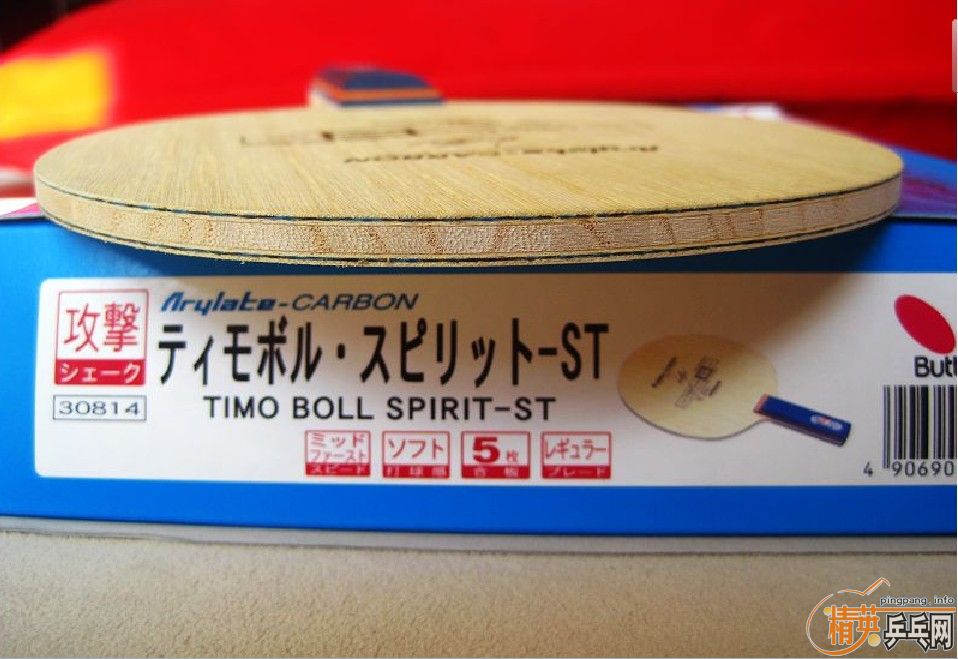 Arylate CARBON
攻撃
シェーク
30814
Arylate-CARBON
ティモボル・スピリット-ST
TIMO BOLL SPIRIT-ST
ミッド
ファースト
スピード
ソフト
打球感
5枚
合板
レギュラー
ブレード
Butt
4 90690
pingpang.info
精英乒乓网